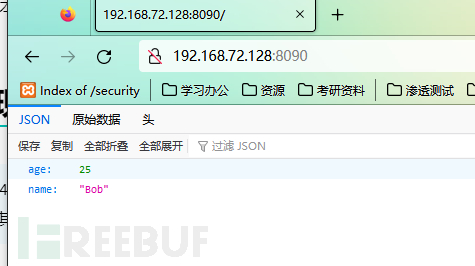 192.168.72.128:8090/
192.168.72.128:8090
Index of /security 学习办公 资源 考研资料 渗透测试
JSON 原始数据 头
保存 复制 全部折叠 全部展开 过滤 JSON
age: 25
name: "Bob"
REEBUF